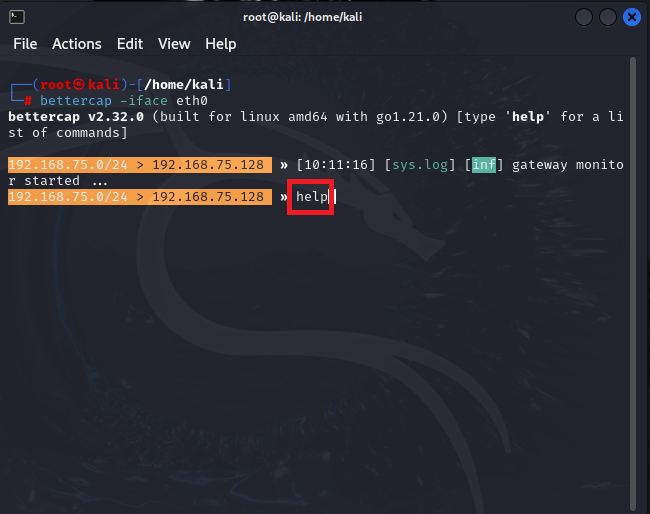 root@kali: /home/kali
File Actions Edit View Help
┌──(root㉿kali)-[/home/kali]
└─# bettercap -iface eth0
bettercap v2.32.0 (built for linux amd64 with go1.21.0) [type 'help' for a li
st of commands]
192.168.75.0/24 > 192.168.75.128 » [10:11:16] [sys.log] [inf] gateway monito
r started ...
192.168.75.0/24 > 192.168.75.128 » help